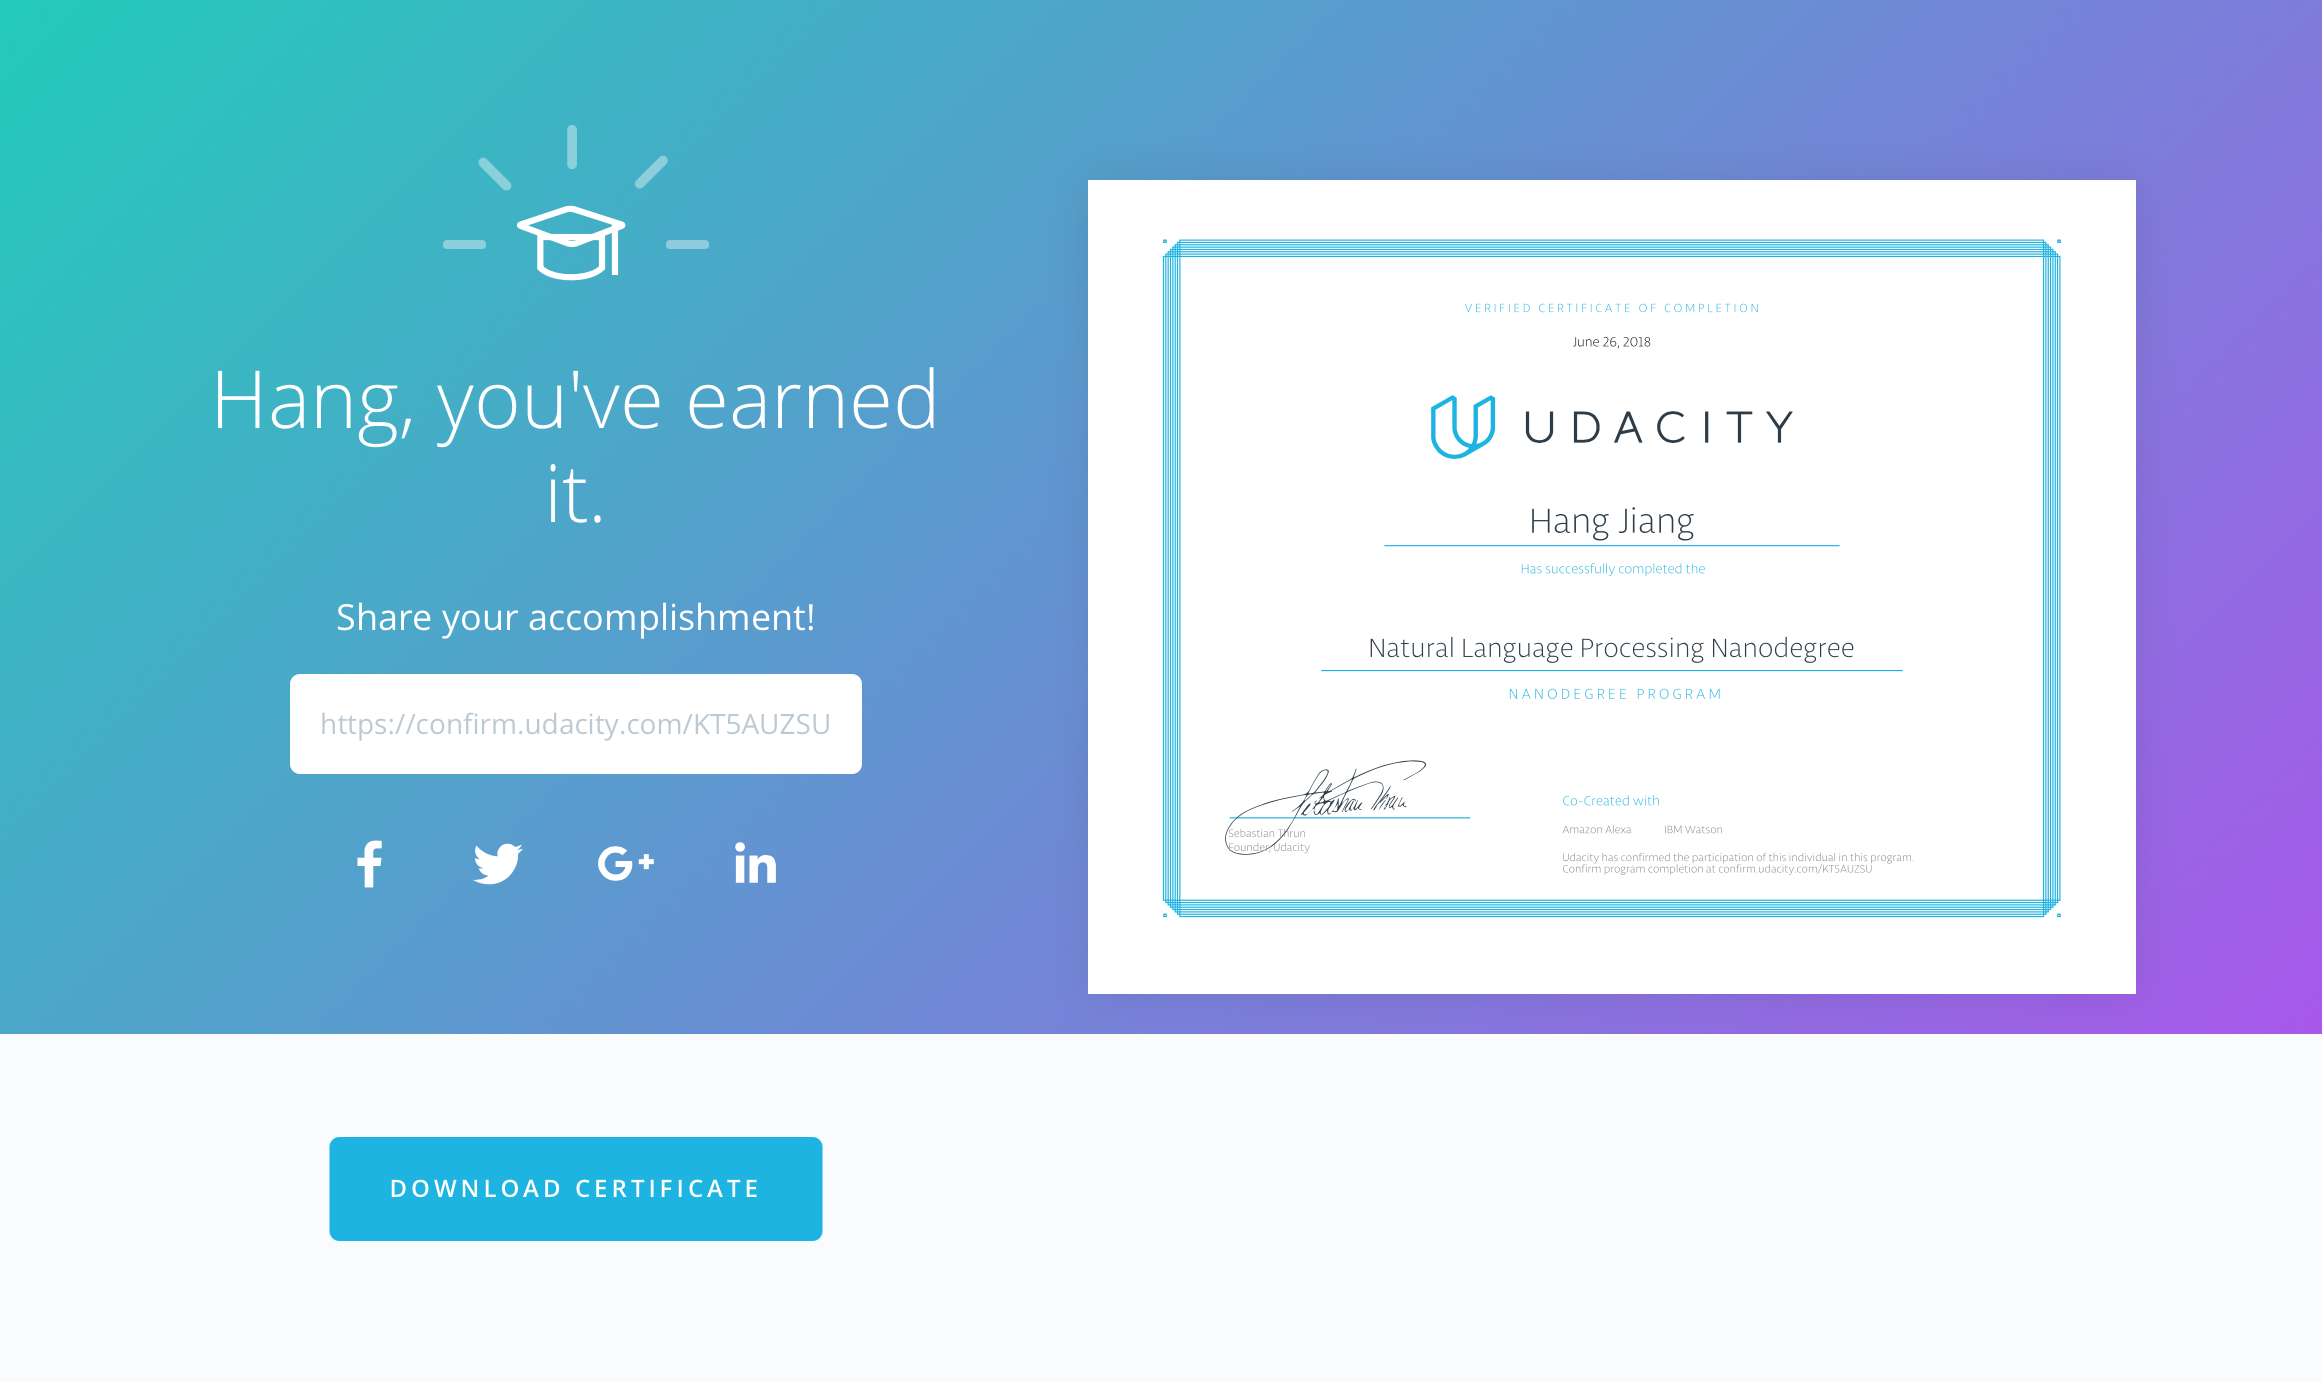 Hang, you've earned
it.
Share your accomplishment!
https://confirm.udacity.com/KT5AUZSU
f
G+
in
DOWNLOAD CERTIFICATE
VERIFIED CERTIFICATE OF COMPLETION
June 26, 2018
UDACITY
Hang Jiang
Has successfully completed the
Natural Language Processing Nanodegree
NANODEGREE PROGRAM
Sebastian Thrun
Sebastian Thrun
Founder, Udacity
Co-Created with
Amazon Alexa IBM Watson
Udacity has confirmed the participation of this individual in this program.
Confirm program completion at confirm.udacity.com/KT5AUZSU